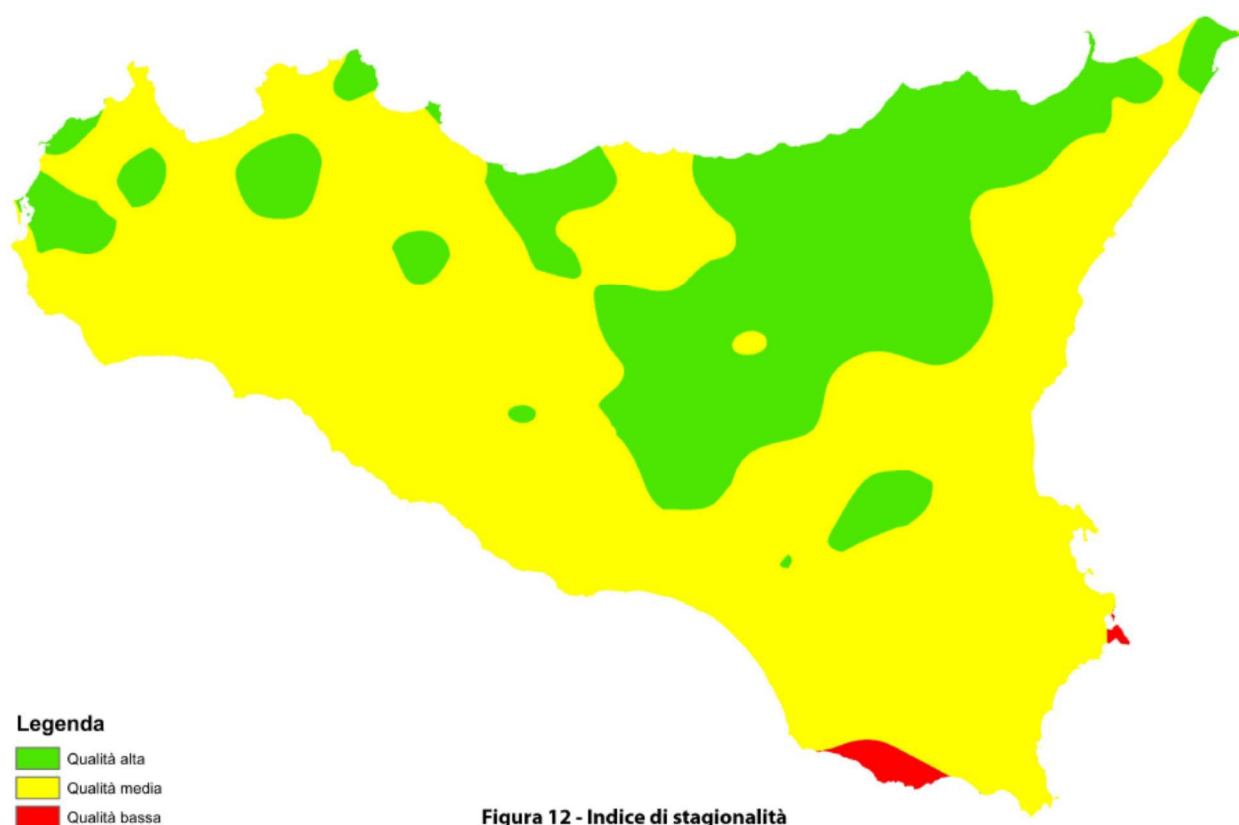 Legenda
Qualità alta
Qualità media
Qualità bassa
Figura 12 - Indice di stagionalità